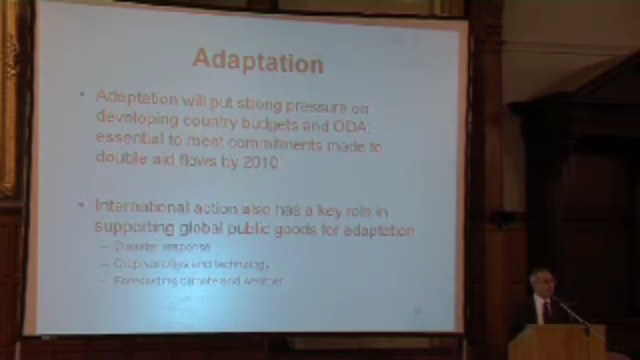 Adaptation
• Adaptation will put strong pressure on
developing country budgets and ODA:
essential to meet commitments made to
double aid flows by 2010
• International action also has a key role in
supporting global public goods for adaptation
– Disaster response
– Crop varieties and technology
– Forecasting climate and weather